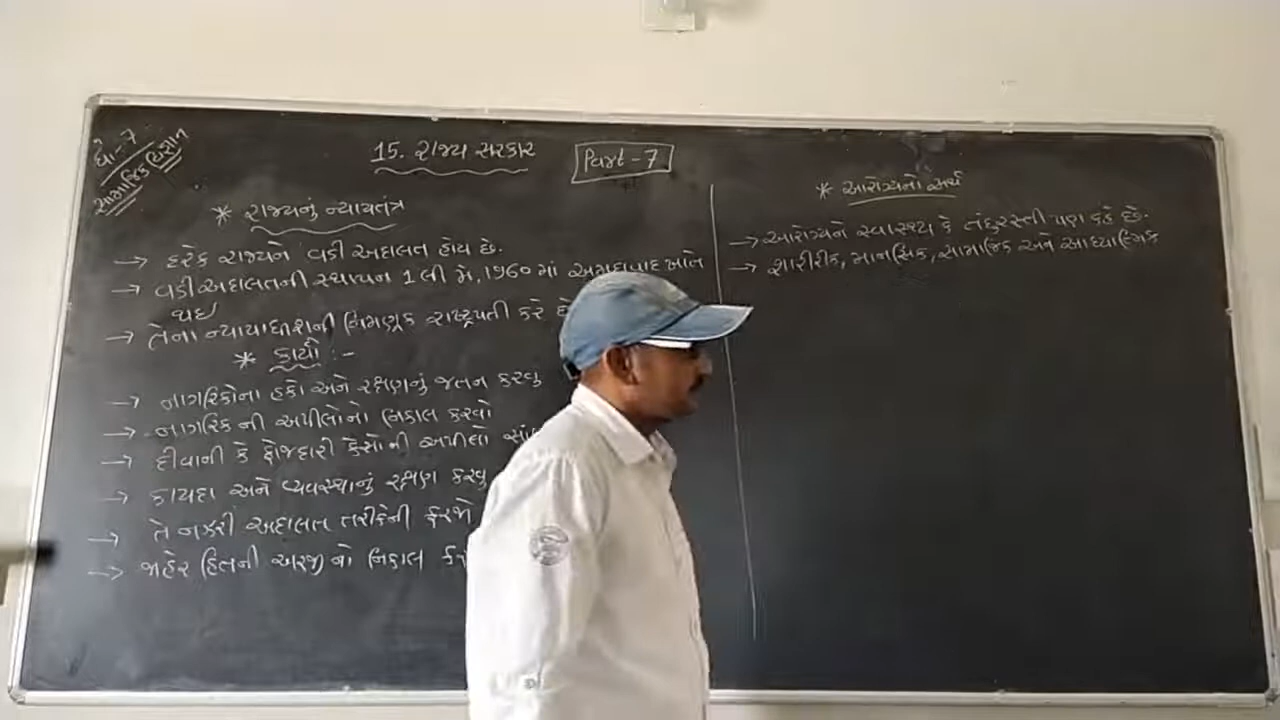 ધો-7
સામાજિક વિજ્ઞાન
15. રાજ્ય સરકાર
Part-7
* રાજ્યનું ન્યાયતંત્ર
→ દરેક રાજ્યને વડી અદાલત હોય છે.
→ વડી અદાલતની સ્થાપના 1 લી મે, 1960 માં અમદાવાદ ખાતે
થઇ
→ તેના ન્યાયાધીશની નિમણૂક રાષ્ટ્રપતી કરે છે
* કાર્યો :-
→ નાગરિકોના હકો અને રક્ષણનું જતન કરવુ
→ નાગરિક ની અપીલોનો નિકાલ કરવો
→ દીવાની કે ફોજદારી કેસોની અપીલો
→ કાયદા અને વ્યવસ્થાનું રક્ષણ કરવુ
→ તે નઝીરી અદાલત તરીકેની ફરજો
→ જાહેર હિતની અરજીનો નિકાલ
* આરોગ્યનો અર્થ
→ આરોગ્યને સ્વાસ્થ્ય કે તંદુરસ્તી પણ કહે છે.
→ શારીરીક, માનસિક, સામાજિક અને આધ્યાત્મિક